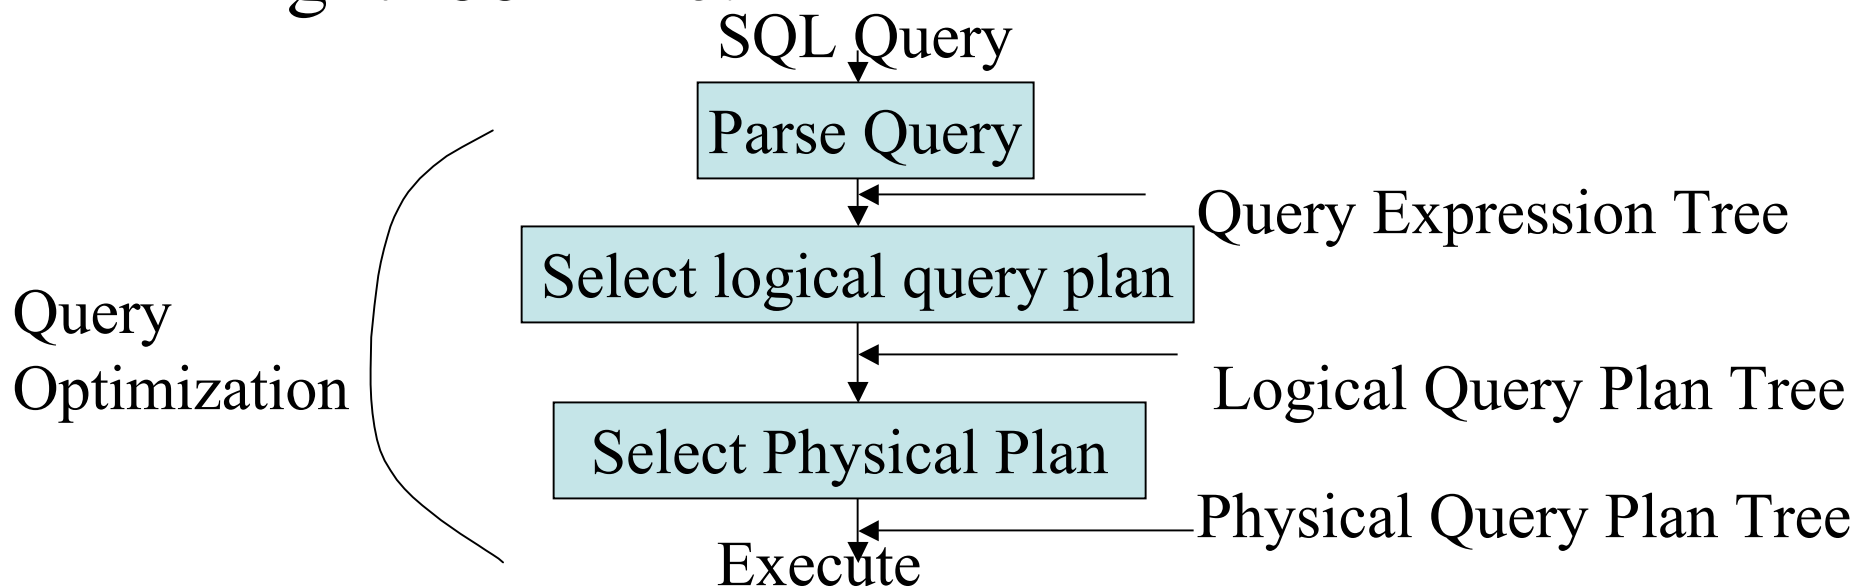 SQL Query
Parse Query
Query Expression Tree
Select logical query plan
Query
Optimization
Logical Query Plan Tree
Select Physical Plan
Physical Query Plan Tree
Execute